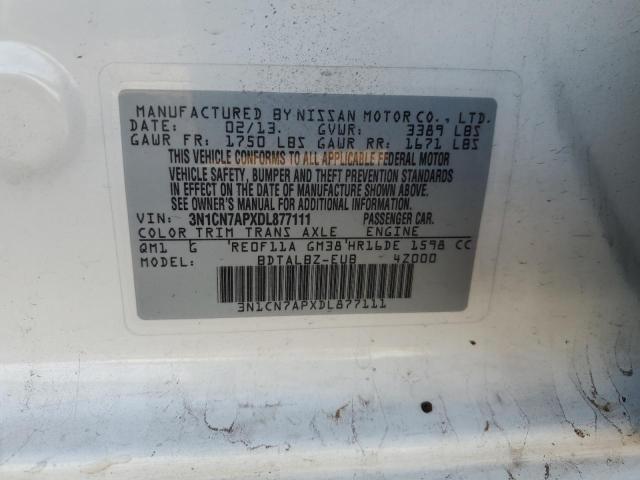 MANUFACTURED BY NISSAN MOTOR CO., LTD.
DATE: 02/13. GVWR: 3389 LBS
GAWR FR: 1750 LBS GAWR RR: 1671 LBS
THIS VEHICLE CONFORMS TO ALL APPLICABLE FEDERAL MOTOR
VEHICLE SAFETY, BUMPER AND THEFT PREVENTION STANDARDS
IN EFFECT ON THE DATE OF MANUFACTURE SHOWN ABOVE.
SEE OWNER'S MANUAL FOR ADDITIONAL INFORMATION.
VIN: 3N1CN7APXDL877111 PASSENGER CAR.
COLOR TRIM TRANS AXLE ENGINE
QM1 G 'RE0F11A GM38'HR16DE 1598 CC
MODEL: BDTALBZ-EUB 4Z000
3N1CN7APXDL877111